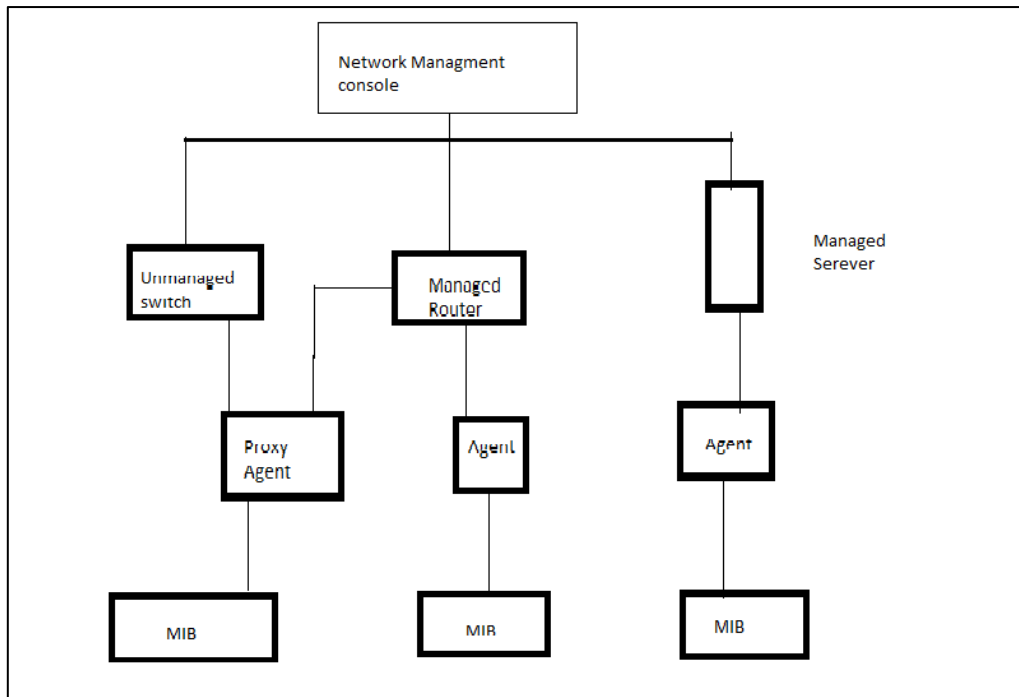 Network Managment
console
Unmanaged
switch
Managed
Router
Managed
Serever
Proxy
Agent
Agent
Agent
MIB
MIB
MIB